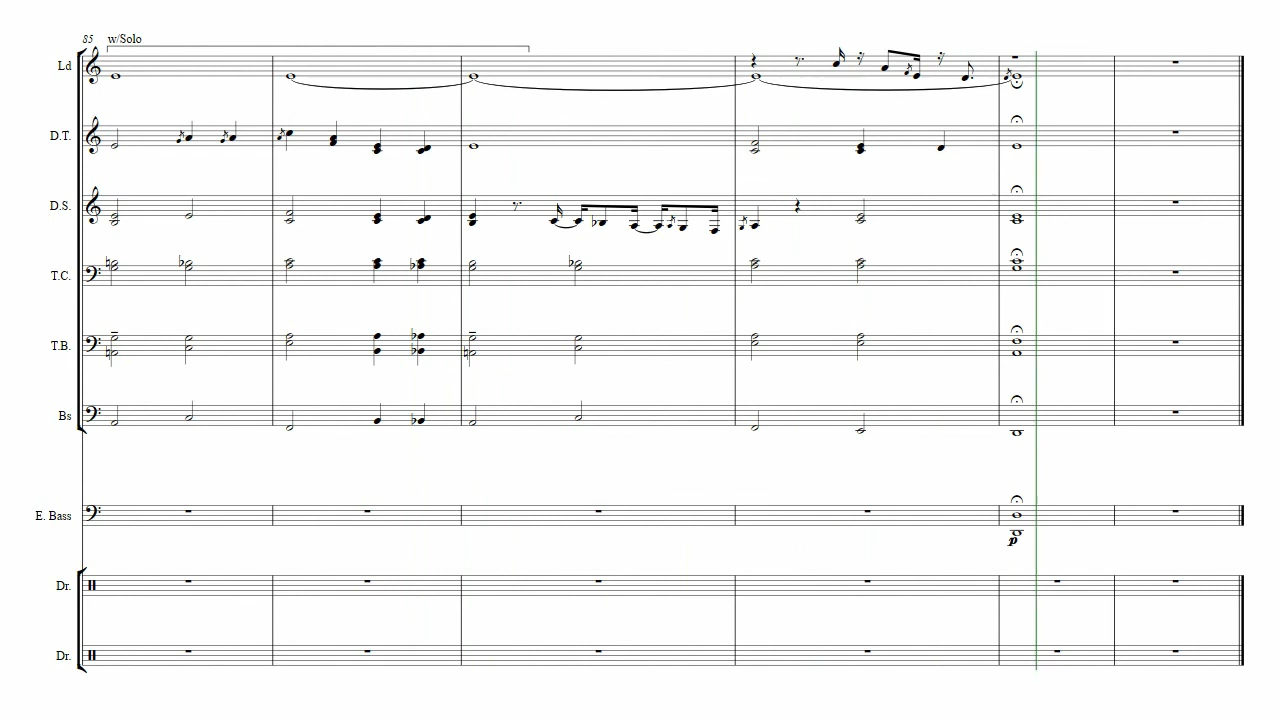 85 w/Solo
Ld
D.T.
D.S.
T.C.
T.B.
Bs
E. Bass
p
Dr.
Dr.